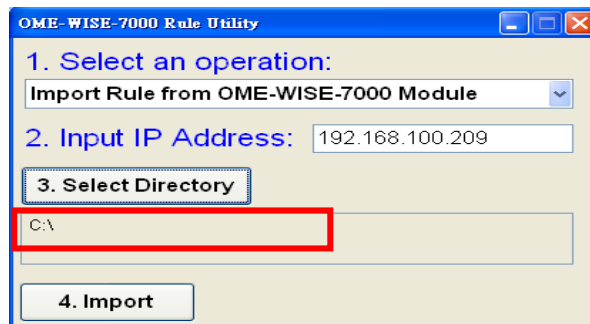 OME-WISE-7000 Rule Utility
1. Select an operation:
Import Rule from OME-WISE-7000 Module
2. Input IP Address: 192.168.100.209
3. Select Directory
C:\
4. Import